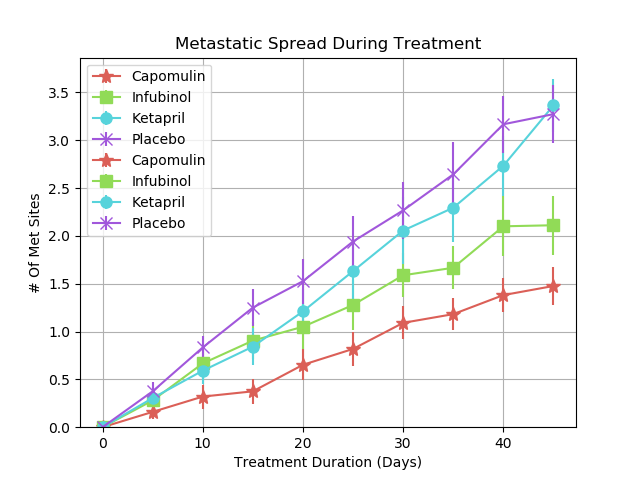 Metastatic Spread During Treatment
Capomulin
Infubinol
Ketapril
Placebo
Capomulin
Infubinol
Ketapril
Placebo
# Of Met Sites
3.5
3.0
2.5
2.0
1.5
1.0
0.5
0.0
0 10 20 30 40
Treatment Duration (Days)